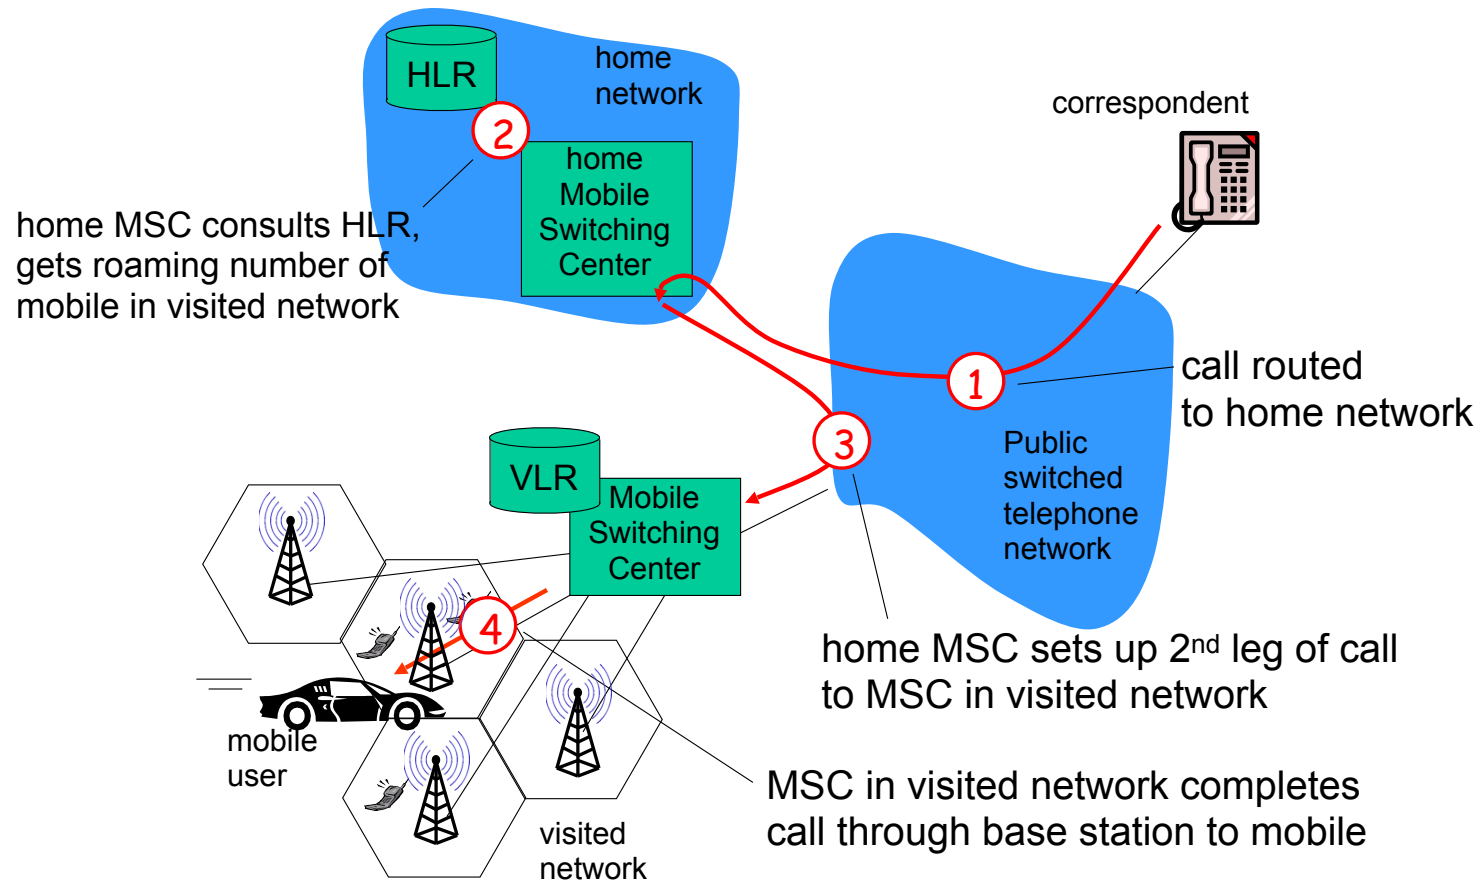 HLR
home
network
2
home
Mobile
Switching
Center
correspondent
home MSC consults HLR,
gets roaming number of
mobile in visited network
1
call routed
to home network
Public
switched
telephone
network
3
VLR
Mobile
Switching
Center
4
home MSC sets up 2nd leg of call
to MSC in visited network
mobile
user
MSC in visited network completes
call through base station to mobile
visited
network